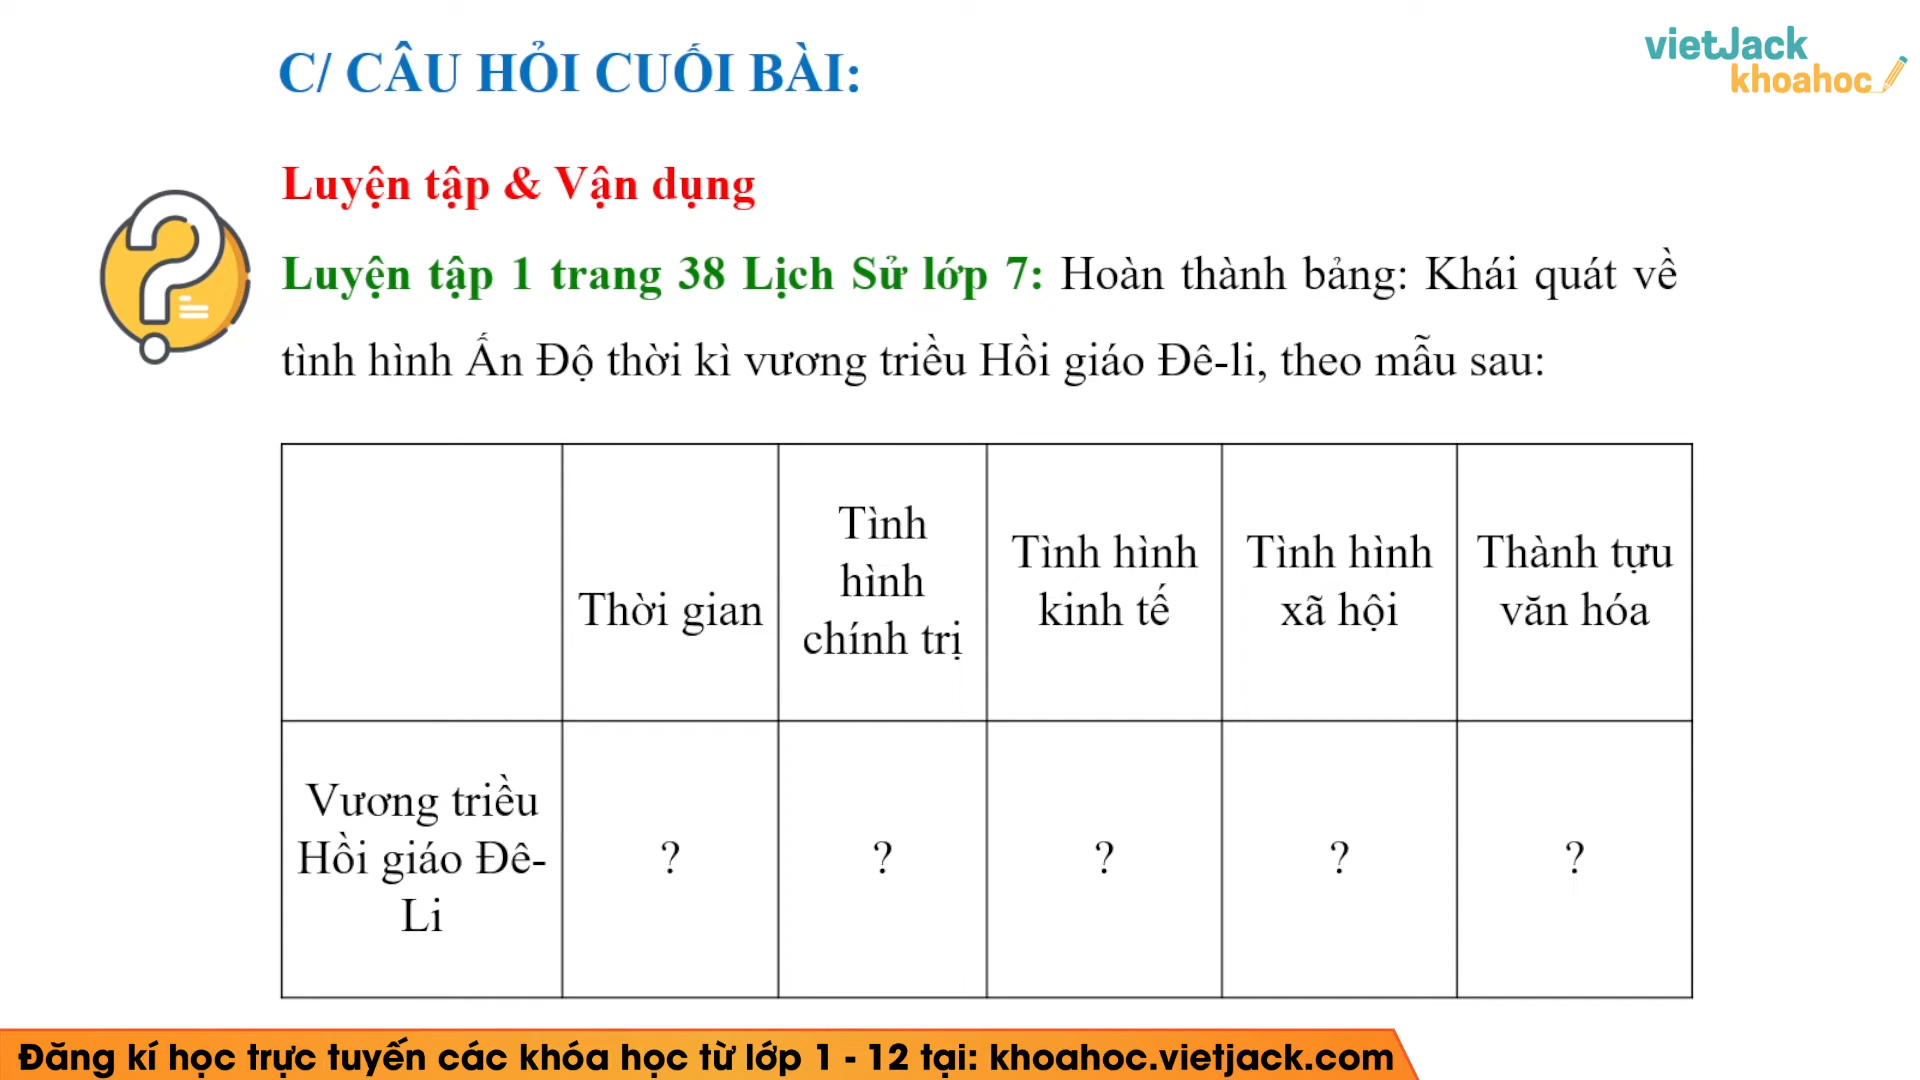 C/ CÂU HỎI CUỐI BÀI:
vietJack
khoahoc
Luyện tập & Vận dụng
Luyện tập 1 trang 38 Lịch Sử lớp 7: Hoàn thành bảng: Khái quát về
tình hình Ấn Độ thời kì vương triều Hồi giáo Đê-li, theo mẫu sau:
Thời gian
Tình
hình
chính trị
Tình hình
kinh tế
Tình hình
xã hội
Thành tựu
văn hóa
Vương triều
Hồi giáo Đê-
Li
?
?
?
?
?
Đăng kí học trực tuyến các khóa học từ lớp 1 - 12 tại: khoahoc.vietjack.com